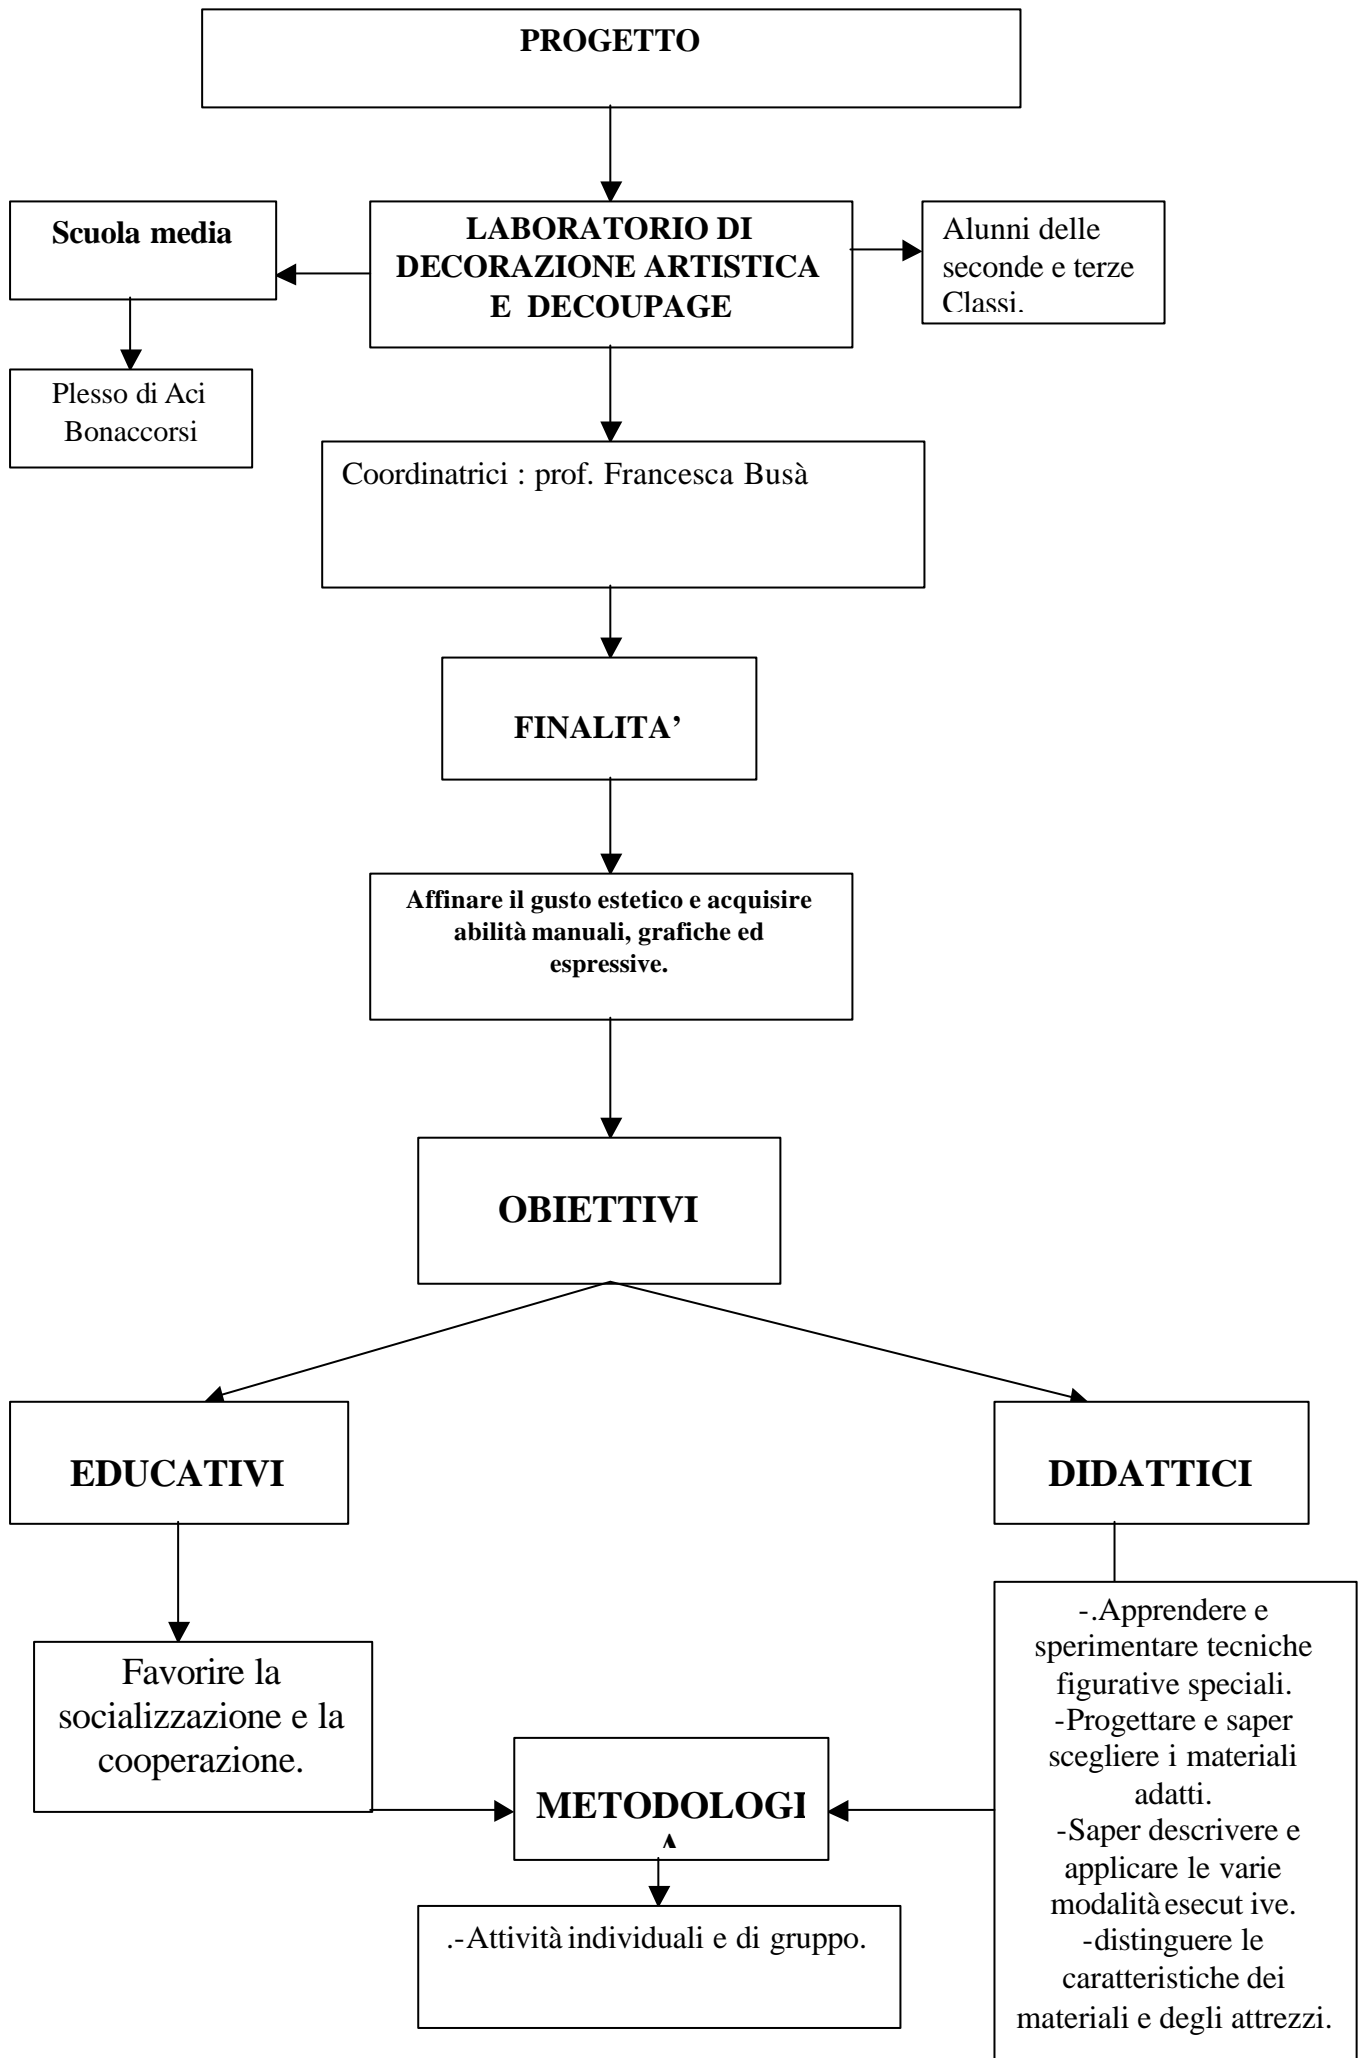 PROGETTO
Scuola media
LABORATORIO DI
DECORAZIONE ARTISTICA
E DECOUPAGE
Alunni delle
seconde e terze
Classi.
Plesso di Aci
Bonaccorsi
Coordinatrici : prof. Francesca Busà
FINALITA’
Affinare il gusto estetico e acquisire
abilità manuali, grafiche ed
espressive.
OBIETTIVI
EDUCATIVI
DIDATTICI
Favorire la
socializzazione e la
cooperazione.
-.Apprendere e
sperimentare tecniche
figurative speciali.
-Progettare e saper
scegliere i materiali
adatti.
-Saper descrivere e
applicare le varie
modalità esecut ive.
-distinguere le
caratteristiche dei
materiali e degli attrezzi.
METODOLOGI
A
.-Attività individuali e di gruppo.